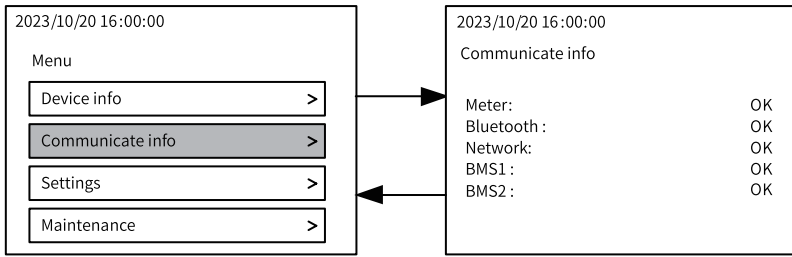 2023/10/20 16:00:00
Menu
Device info >
Communicate info >
Settings >
Maintenance >
2023/10/20 16:00:00
Communicate info
Meter: OK
Bluetooth : OK
Network: OK
BMS1 : OK
BMS2 : OK